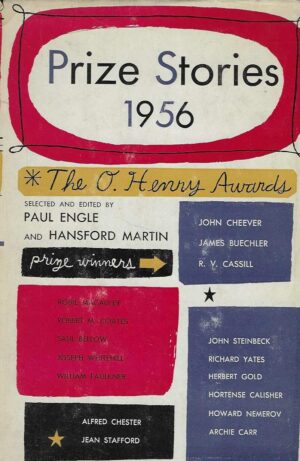 Prize Stories
1956
* The O. Henry Awards
SELECTED AND EDITED BY
PAUL ENGLE
AND HANSFORD MARTIN
prize winners
JOHN CHEEVER
JAMES BUECHLER
R. V. CASSILL
ROBIE MACAULEY
ROBERT M. COATES
SAUL BELLOW
JOSEPH WHITEHILL
WILLIAM FAULKNER
JOHN STEINBECK
RICHARD YATES
HERBERT GOLD
HORTENSE CALISHER
HOWARD NEMEROV
ARCHIE CARR
ALFRED CHESTER
JEAN STAFFORD